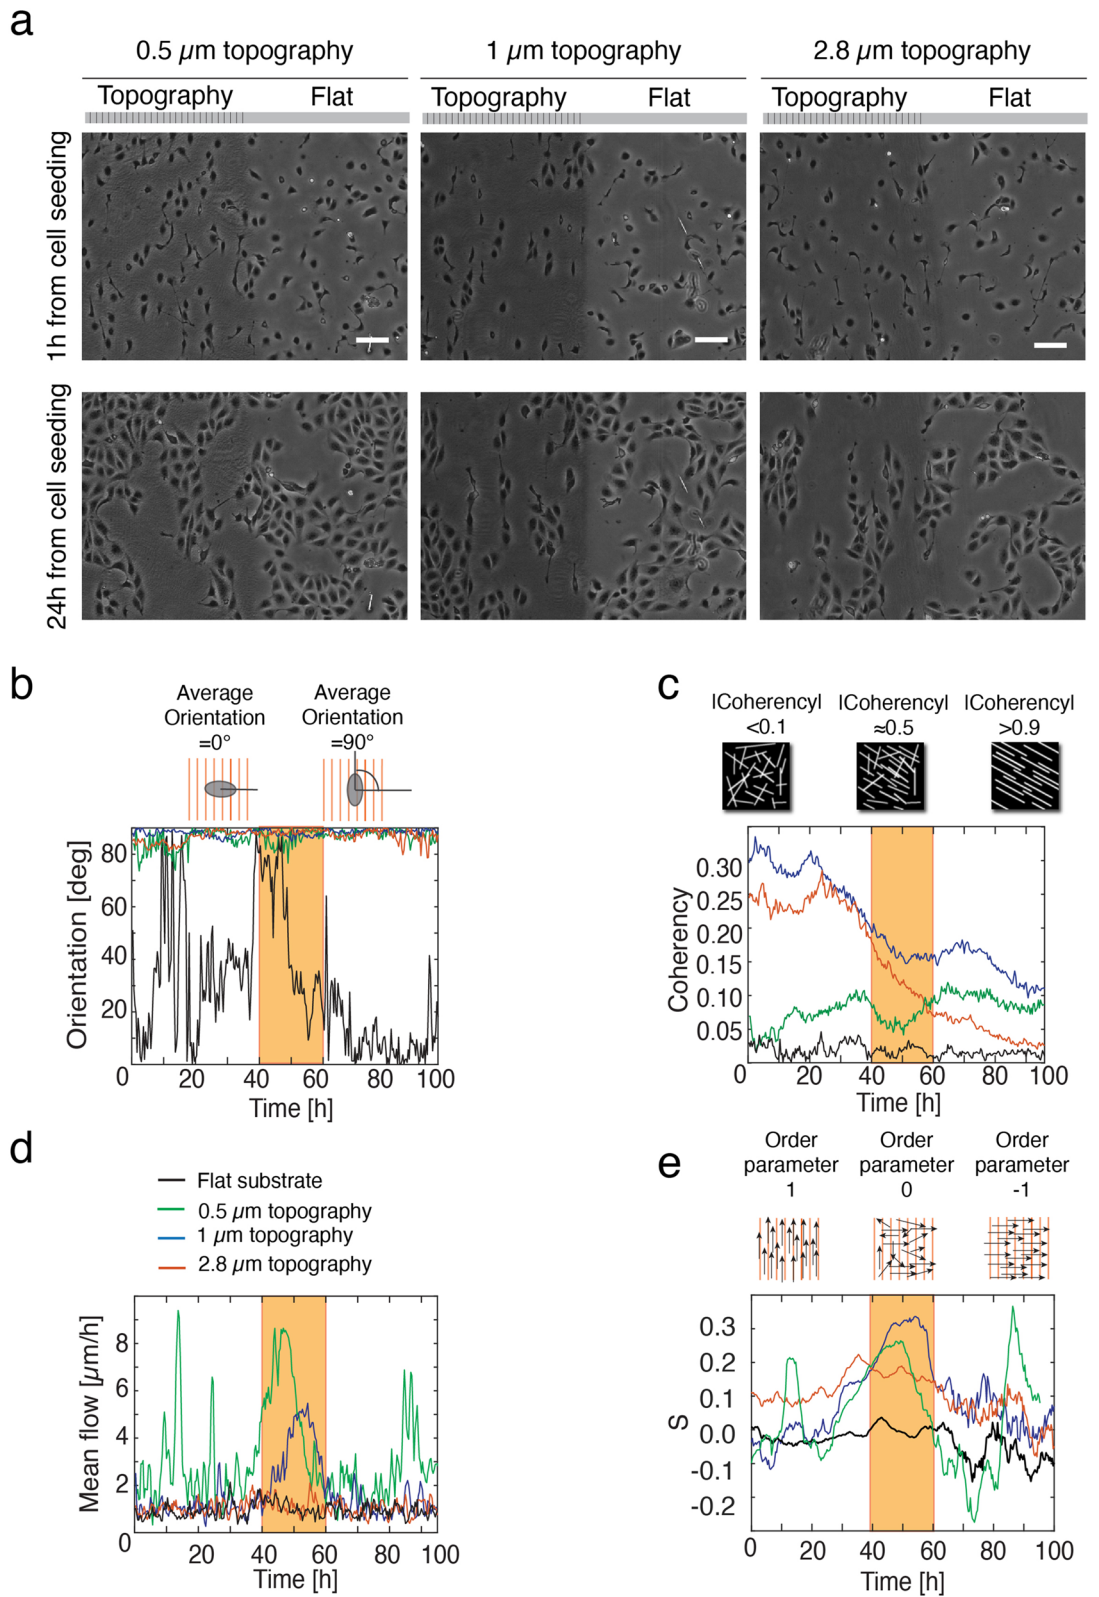 a
0.5 µm topography
1 µm topography
2.8 µm topography
Topography
Flat
Topography
Flat
Topography
Flat
1h from cell seeding
24h from cell seeding
b
Average
Orientation
=0°
Average
Orientation
=90°
Orientation [deg]
80
60
40
20
0
20
40
60
80
100
Time [h]
c
|Coherency|
<0.1
|Coherency|
≈0.5
|Coherency|
>0.9
Coherency
0.30
0.25
0.20
0.15
0.10
0.05
0
20
40
60
80
100
Time [h]
d
Flat substrate
0.5 µm topography
1 µm topography
2.8 µm topography
Mean flow [µm/h]
8
6
4
2
0
0
20
40
60
80
100
Time [h]
e
Order
parameter
1
Order
parameter
0
Order
parameter
-1
S
0.3
0.2
0.1
0.0
-0.1
-0.2
0
20
40
60
80
100
Time [h]